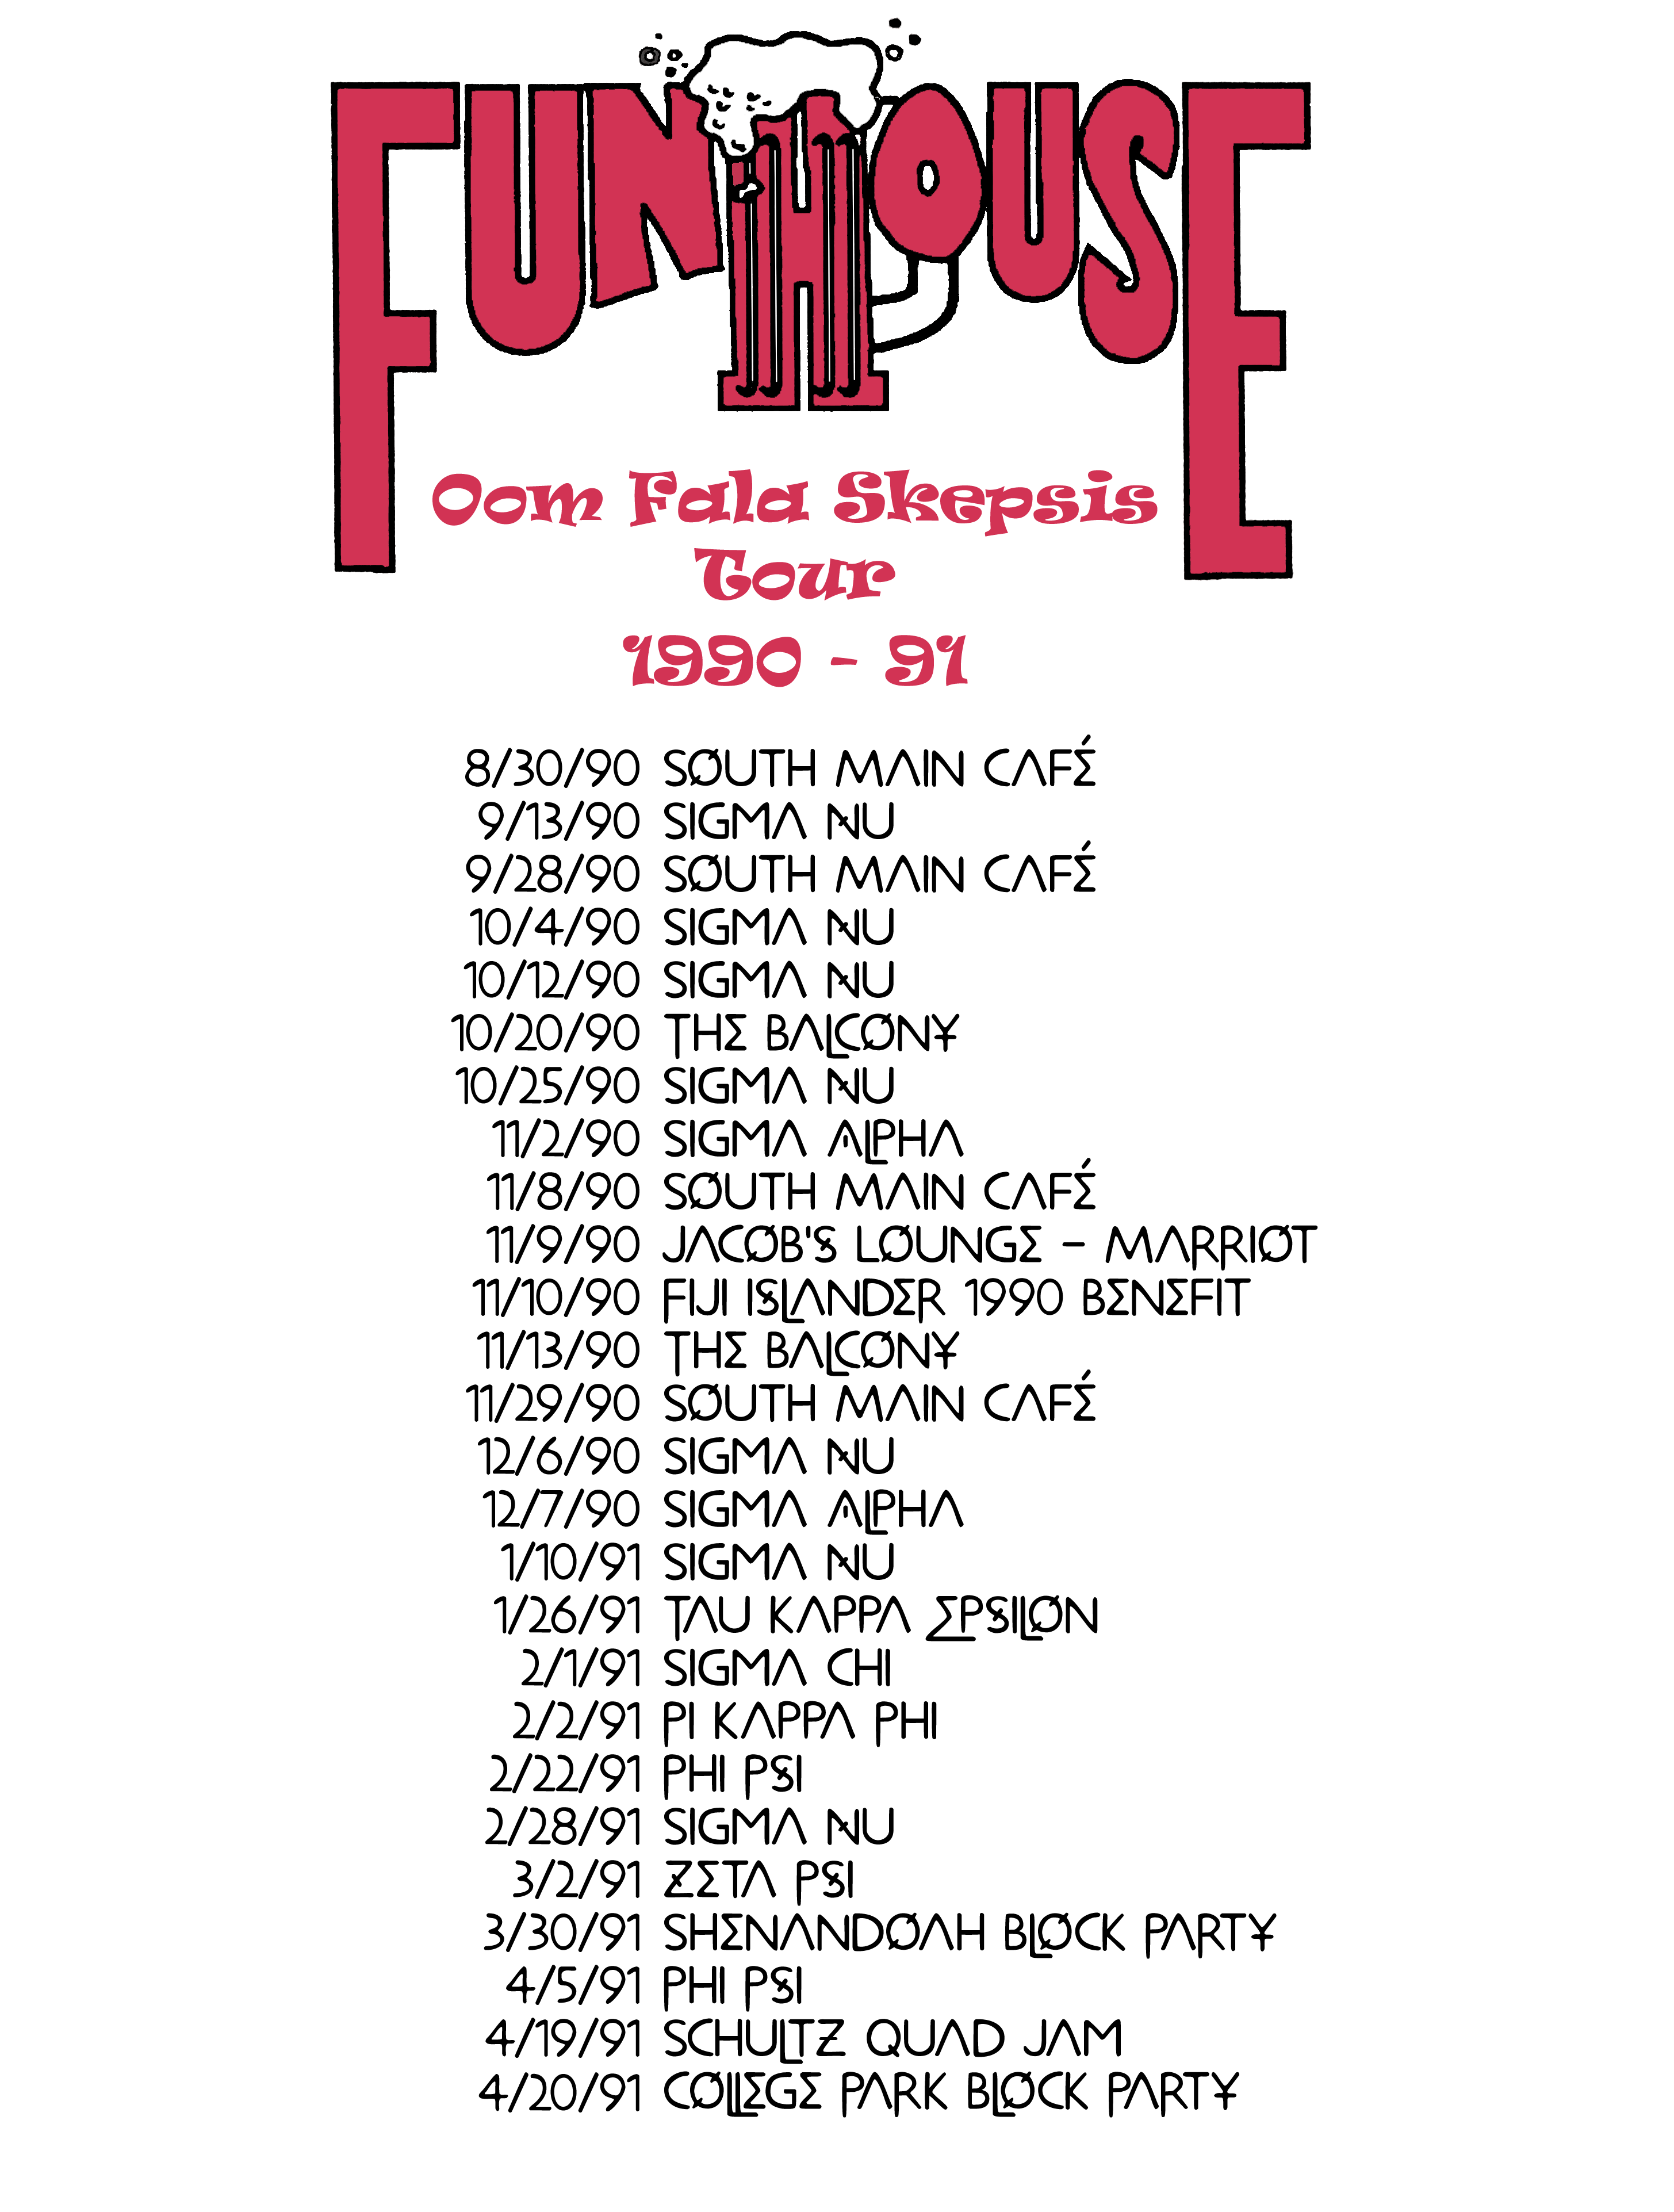 FUNHOUSE
Oom Fala Skepsis
Tour
1990 - 91
8/30/90 SOUTH MAIN CAFÉ
9/13/90 SIGMA NU
9/28/90 SOUTH MAIN CAFÉ
10/4/90 SIGMA NU
10/12/90 SIGMA NU
10/20/90 THE BALCONY
10/25/90 SIGMA NU
11/2/90 SIGMA ALPHA
11/8/90 SOUTH MAIN CAFÉ
11/9/90 JACOB'S LOUNGE - MARRIOT
11/10/90 FIJI ISLANDER 1990 BENEFIT
11/13/90 THE BALCONY
11/29/90 SOUTH MAIN CAFÉ
12/6/90 SIGMA NU
12/7/90 SIGMA ALPHA
1/10/91 SIGMA NU
1/26/91 TAU KAPPA EPSILON
2/1/91 SIGMA CHI
2/2/91 PI KAPPA PHI
2/22/91 PHI PSI
2/28/91 SIGMA NU
3/2/91 ZETA PSI
3/30/91 SHENANDOAH BLOCK PARTY
4/5/91 PHI PSI
4/19/91 SCHULTZ QUAD JAM
4/20/91 COLLEGE PARK BLOCK PARTY